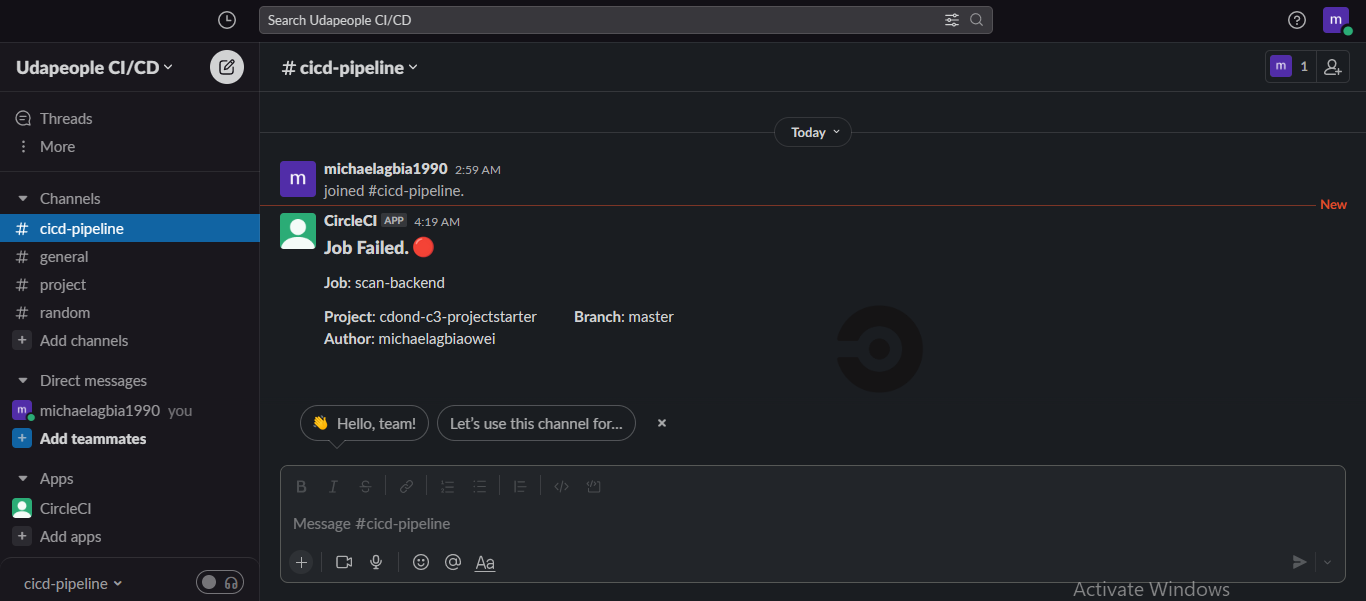 Search Udapeople CI/CD
m
Udapeople CI/CD
# cicd-pipeline
m 1
Threads
More
Channels
# cicd-pipeline
# general
# project
# random
+ Add channels
Direct messages
m michaelagbia1990 you
+ Add teammates
Apps
CircleCI
+ Add apps
cicd-pipeline
Today
m
michaelagbia1990 2:59 AM
joined #cicd-pipeline.
New
CircleCI APP 4:19 AM
Job Failed. 🔴
Job: scan-backend
Project: cdond-c3-projectstarter Branch: master
Author: michaelagbiaowei
👋 Hello, team! Let's use this channel for... ×
B I S
Message #cicd-pipeline
+ @ Aa
Activate Windows